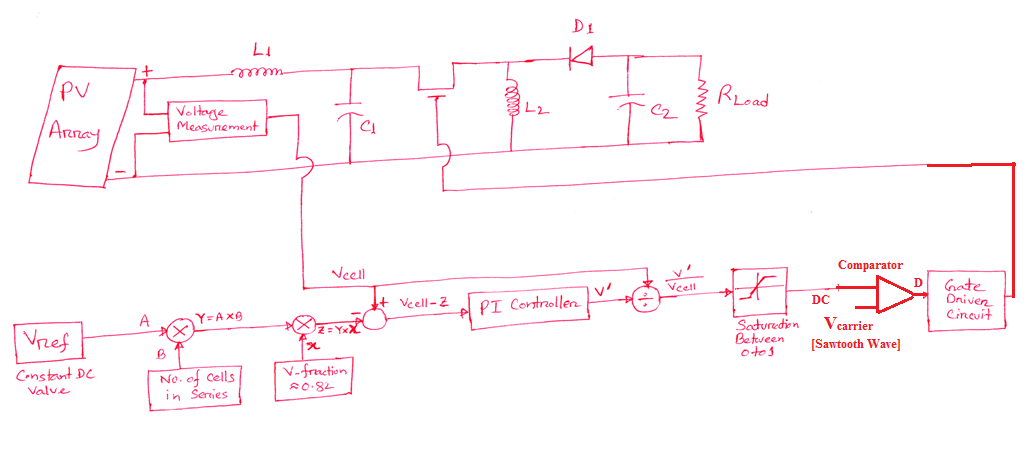 D1
L1
+
PV
Array
-
Voltage
Measurement
C1
L2
C2
RLoad
Vcell
+
-
Vcell-Z
PI Controller
V'
÷
V'
Vcell
Comparator
D
Gate
Driver
Circuit
DC
Vcarrier
[Sawtooth Wave]
Saturation
Between
0 to 1
Vref
Constant DC
Value
A
B
Y=A×B
No. of Cells
in Series
Z=Y×x
x
V-fraction
≈0.82